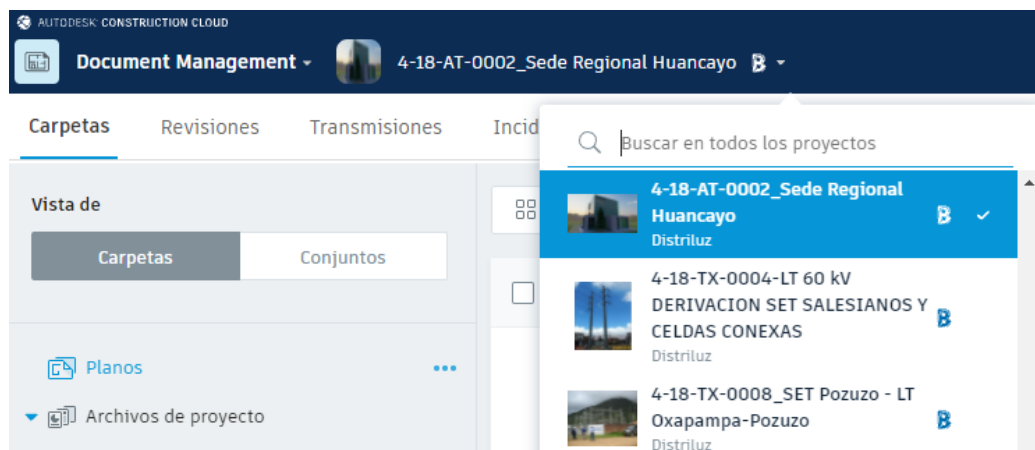 AUTODESK CONSTRUCTION CLOUD
Document Management
4-18-AT-0002_Sede Regional Huancayo B
Carpetas Revisiones Transmisiones Incid
Buscar en todos los proyectos
Vista de
Carpetas Conjuntos
Planos
Archivos de proyecto
4-18-AT-0002_Sede Regional
Huancayo B
Distriluz
4-18-TX-0004-LT 60 kV
DERIVACION SET SALESIANOS Y
CELDAS CONEXAS B
Distriluz
4-18-TX-0008_SET Pozuzo - LT
Oxapampa-Pozuzo B
Distriluz